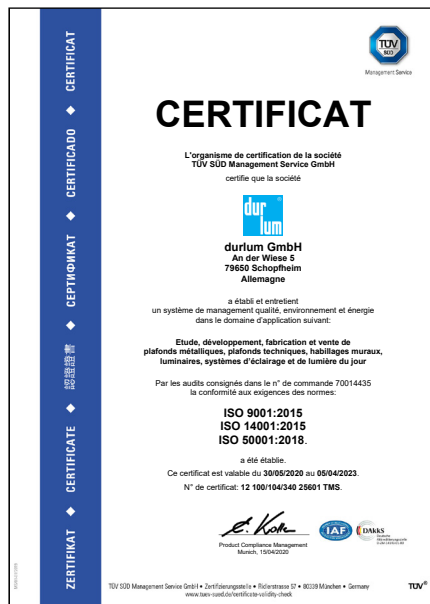 TÜV
SÜD
Management Service
CERTIFICAT
L'organisme de certification de la société
TÜV SÜD Management Service GmbH
certifie que la société
dur
lum
durlum GmbH
An der Wiese 5
79650 Schopfheim
Allemagne
a établi et entretient
un système de management qualité, environnement et énergie
dans le domaine d'application suivant:
Etude, développement, fabrication et vente de
plafonds métalliques, plafonds techniques, habillages muraux,
luminaires, systèmes d'éclairage et de lumière du jour
Par les audits consignés dans le n° de commande 70014435
la conformité aux exigences des normes:
ISO 9001:2015
ISO 14001:2015
ISO 50001:2018.
a été établie.
Ce certificat est valable du 30/05/2020 au 05/04/2023.
N° de certificat: 12 100/104/340 25601 TMS.
Product Compliance Management
Munich, 15/04/2020
IAF
DAkkS
TÜV SÜD Management Service GmbH • Zertifizierungsstelle • Ridlerstrasse 57 • 80339 München • Germany
www.tuev-sued.de/certificate-validity-check
TÜV®
ZERTIFIKAT ◆ CERTIFICATE ◆ 認證證書 ◆ СЕРТИФИКАТ ◆ CERTIFICADO ◆ CERTIFICAT